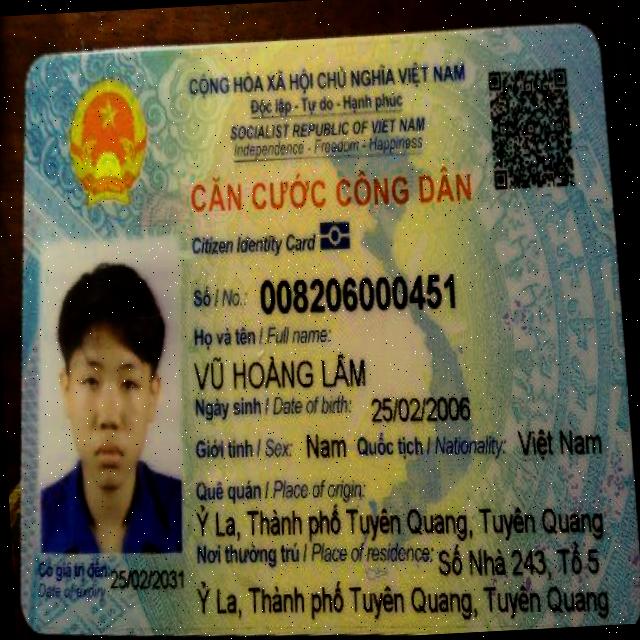 CỘNG HÒA XÃ HỘI CHỦ NGHĨA VIỆT NAM
Độc lập - Tự do - Hạnh phúc
SOCIALIST REPUBLIC OF VIET NAM
Independence - Freedom - Happiness
CĂN CƯỚC CÔNG DÂN
Citizen Identity Card
Số / No.: 008206000451
Họ và tên / Full name:
VŨ HOÀNG LÂM
Ngày sinh / Date of birth: 25/02/2006
Giới tính / Sex: Nam Quốc tịch / Nationality: Việt Nam
Quê quán / Place of origin:
Ỷ La, Thành phố Tuyên Quang, Tuyên Quang
Nơi thường trú / Place of residence: Số Nhà 243, Tổ 5
Ỷ La, Thành phố Tuyên Quang, Tuyên Quang
Có giá trị đến: 25/02/2031
Date of expiry